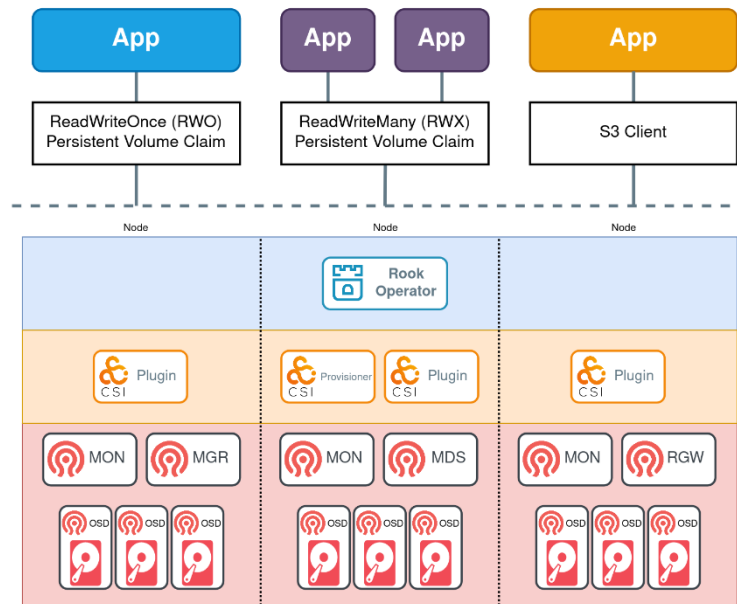 App
App
App
App
ReadWriteOnce (RWO)
Persistent Volume Claim
ReadWriteMany (RWX)
Persistent Volume Claim
S3 Client
Node
Node
Node
Rook
Operator
CSI
Plugin
CSI
Provisioner
CSI
Plugin
CSI
Plugin
MON
MGR
MON
MDS
MON
RGW
OSD
OSD
OSD
OSD
OSD
OSD
OSD
OSD
OSD